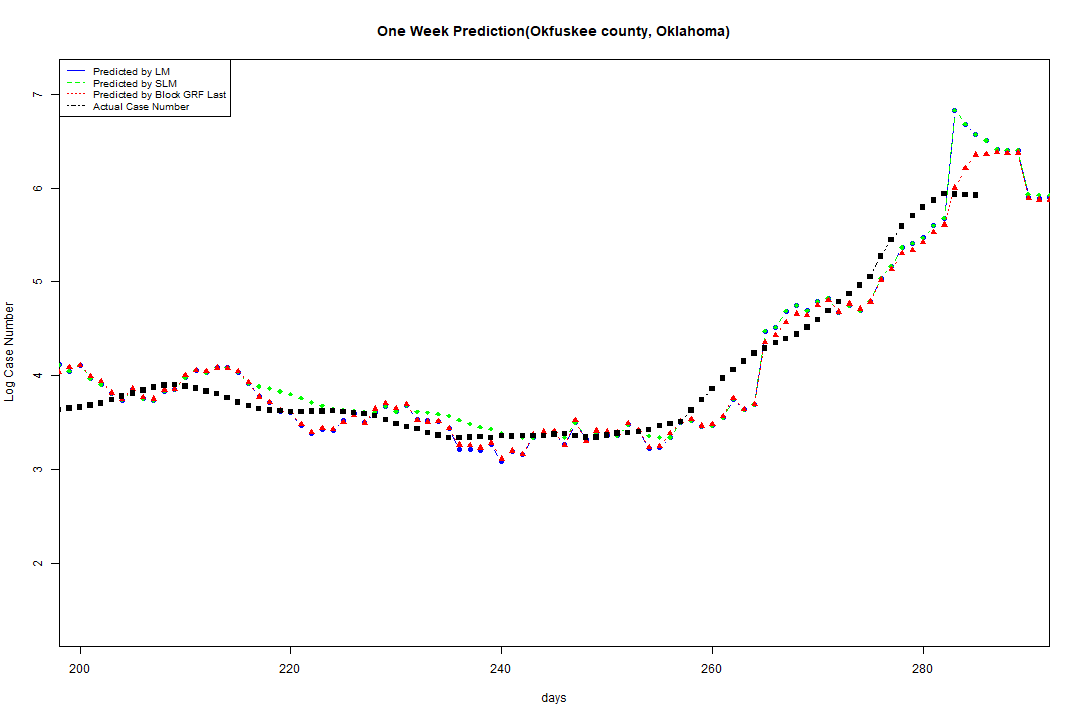 One Week Prediction(Okfuskee county, Oklahoma)
Predicted by LM
Predicted by SLM
Predicted by Block GRF Last
Actual Case Number
7
6
5
4
3
2
Log Case Number
200 220 240 260 280
days